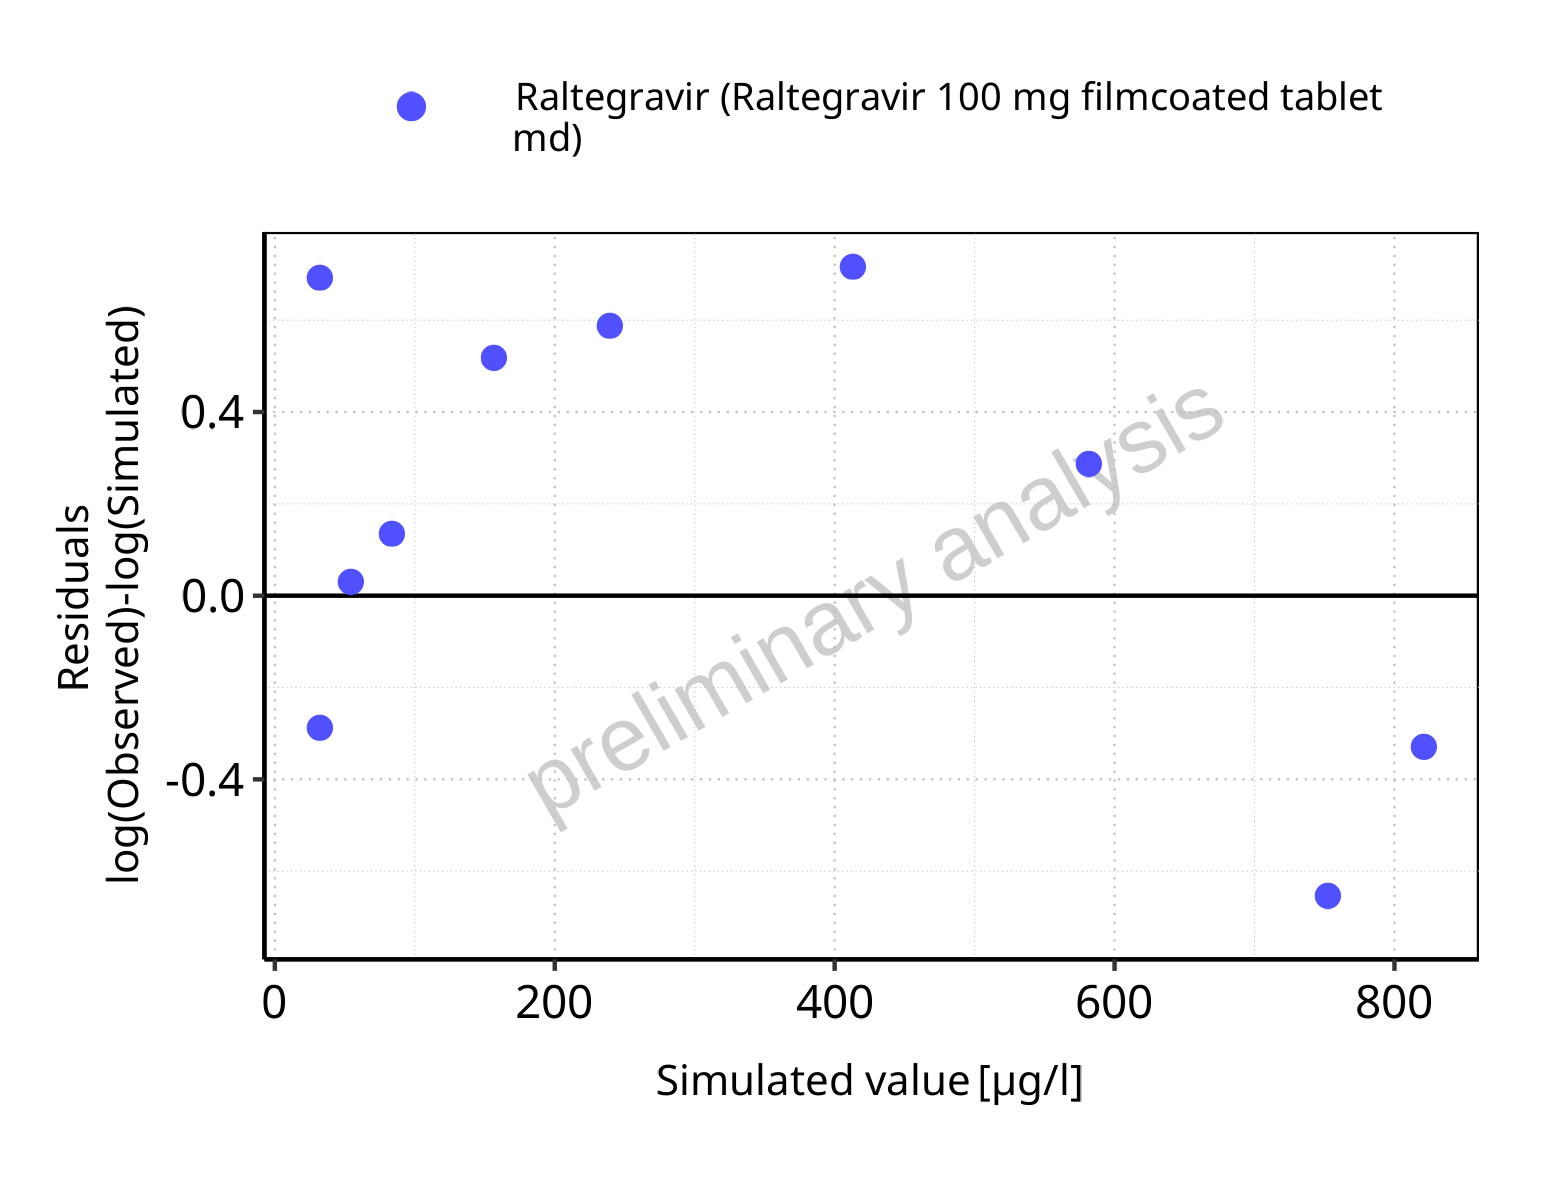 Raltegravir (Raltegravir 100 mg filmcoated tablet
md)
Residuals
log(Observed)-log(Simulated)
0.4
0.0
-0.4
preliminary analysis
0 200 400 600 800
Simulated value [µg/l]